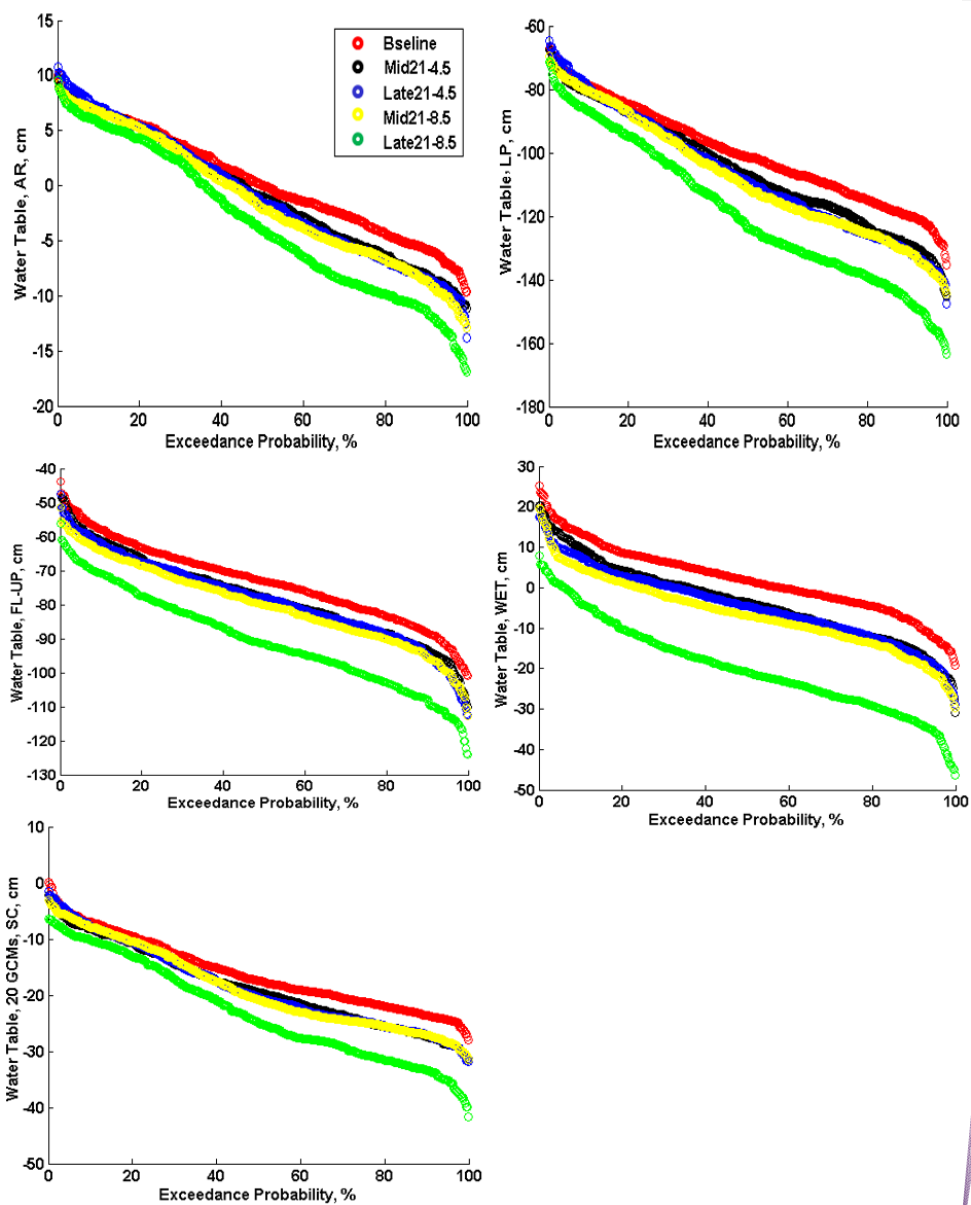 Water Table, AR, cm
15
10
5
0
-5
-10
-15
-20
0 20 40 60 80 100
Exceedance Probability, %
Bseline
Mid21-4.5
Late21-4.5
Mid21-8.5
Late21-8.5
Water Table, LP, cm
-60
-80
-100
-120
-140
-160
-180
0 20 40 60 80 100
Exceedance Probability, %
Water Table, FL-UP, cm
-40
-50
-60
-70
-80
-90
-100
-110
-120
-130
0 20 40 60 80 100
Exceedance Probability, %
Water Table, WET, cm
30
20
10
0
-10
-20
-30
-40
-50
0 20 40 60 80 100
Exceedance Probability, %
Water Table, 20 GCMs, SC, cm
10
0
-10
-20
-30
-40
-50
0 20 40 60 80 100
Exceedance Probability, %